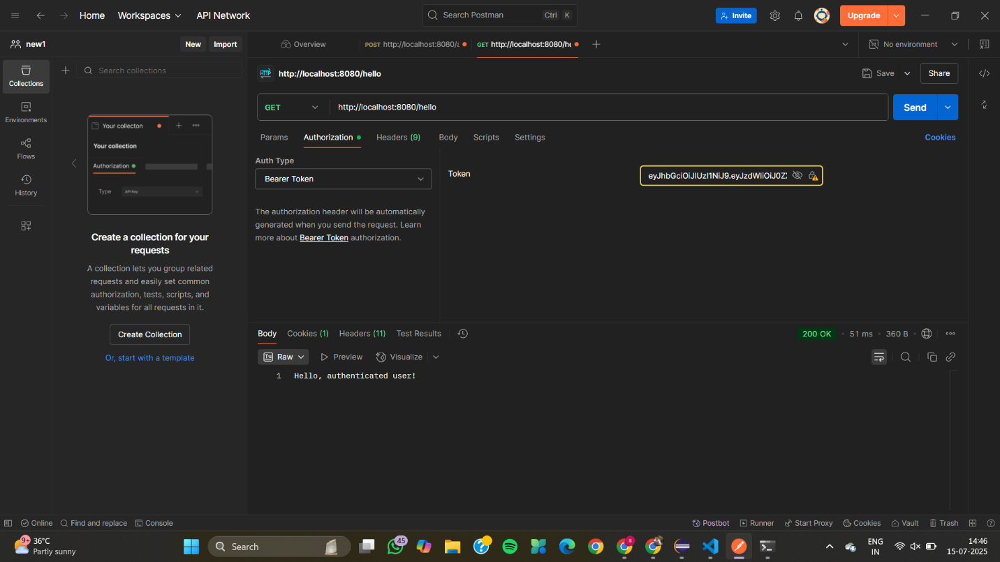 Home
Workspaces
API Network
Search Postman
Ctrl
K
Invite
Upgrade
new1
New
Import
Overview
POST http://localhost:8080/a
GET http://localhost:8080/he
No environment
Collections
Environments
Flows
History
Search collections
Your collecton
Your collection
Authorization
Type
API Key
Create a collection for your
requests
A collection lets you group related
requests and easily set common
authorization, tests, scripts, and
variables for all requests in it.
Create Collection
Or, start with a template
HTTP
http://localhost:8080/hello
Save
Share
GET
http://localhost:8080/hello
Send
Params
Authorization
Headers (9)
Body
Scripts
Settings
Cookies
Auth Type
Bearer Token
The authorization header will be automatically
generated when you send the request. Learn
more about Bearer Token authorization.
Token
eyJhbGciOiJIUzI1NiJ9.eyJzdWIiOiJ0Z
Body
Cookies (1)
Headers (11)
Test Results
200 OK
51 ms
360 B
Raw
Preview
Visualize
1
Hello, authenticated user!
Online
Find and replace
Console
Postbot
Runner
Start Proxy
Cookies
Vault
Trash
9+
36°C
Partly sunny
Search
45
ENG
IN
14:46
15-07-2025